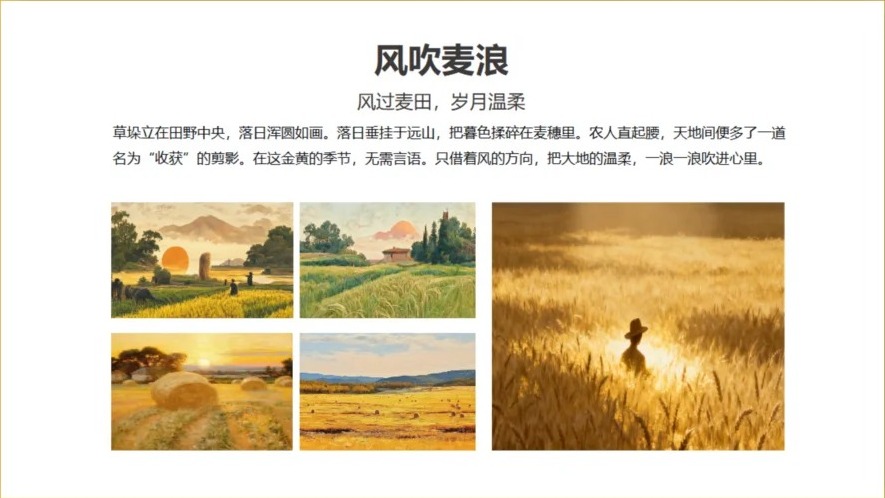 风吹麦浪
风过麦田，岁月温柔
草垛立在田野中央，落日浑圆如画。落日垂挂于远山，把暮色揉碎在麦穗里。农人直起腰，天地间便多了一道
名为“收获”的剪影。在这金黄的季节，无需言语。只借着风的方向，把大地的温柔，一浪一浪吹进心里。